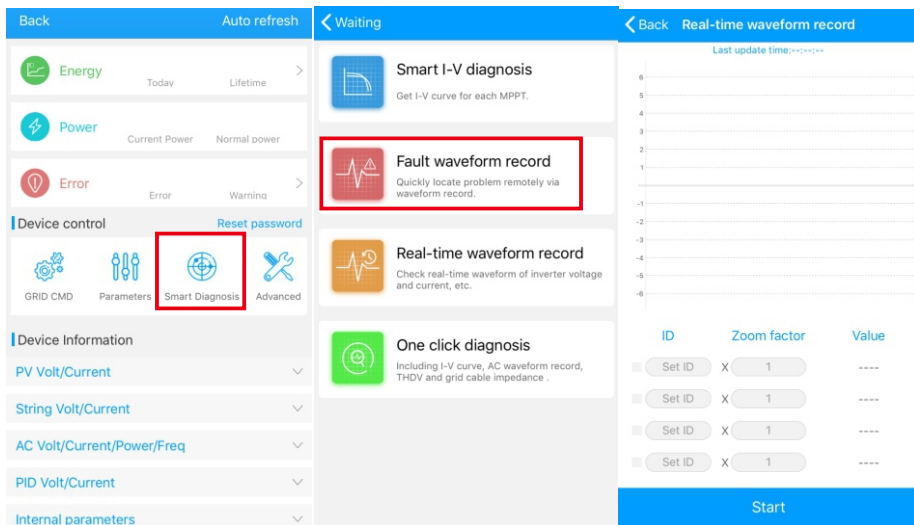 Back Auto refresh
Energy
Today Lifetime
Power
Current Power Normal power
Error
Error Warning
Device control Reset password
GRID CMD Parameters Smart Diagnosis Advanced
Device Information
PV Volt/Current
String Volt/Current
AC Volt/Current/Power/Freq
PID Volt/Current
Internal parameters
Waiting
Smart I-V diagnosis
Get I-V curve for each MPPT.
Fault waveform record
Quickly locate problem remotely via
waveform record.
Real-time waveform record
Check real-time waveform of inverter voltage
and current, etc.
One click diagnosis
Including I-V curve, AC waveform record,
THDV and grid cable impedance .
Back Real-time waveform record
Last update time:--:--:--
6
5
4
3
2
1
-1
-2
-3
-4
-5
-6
ID Zoom factor Value
Set ID X 1 ----
Set ID X 1 ----
Set ID X 1 ----
Set ID X 1 ----
Start